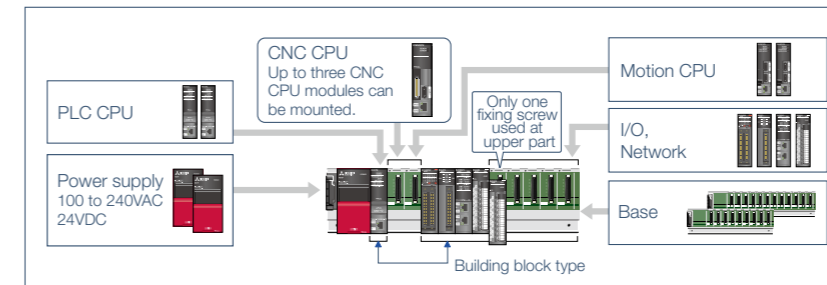 CNC CPU
Up to three CNC
CPU modules can
be mounted.
PLC CPU
Power supply
100 to 240VAC
24VDC
Only one
fixing screw
used at
upper part
Motion CPU
I/O,
Network
Base
Building block type